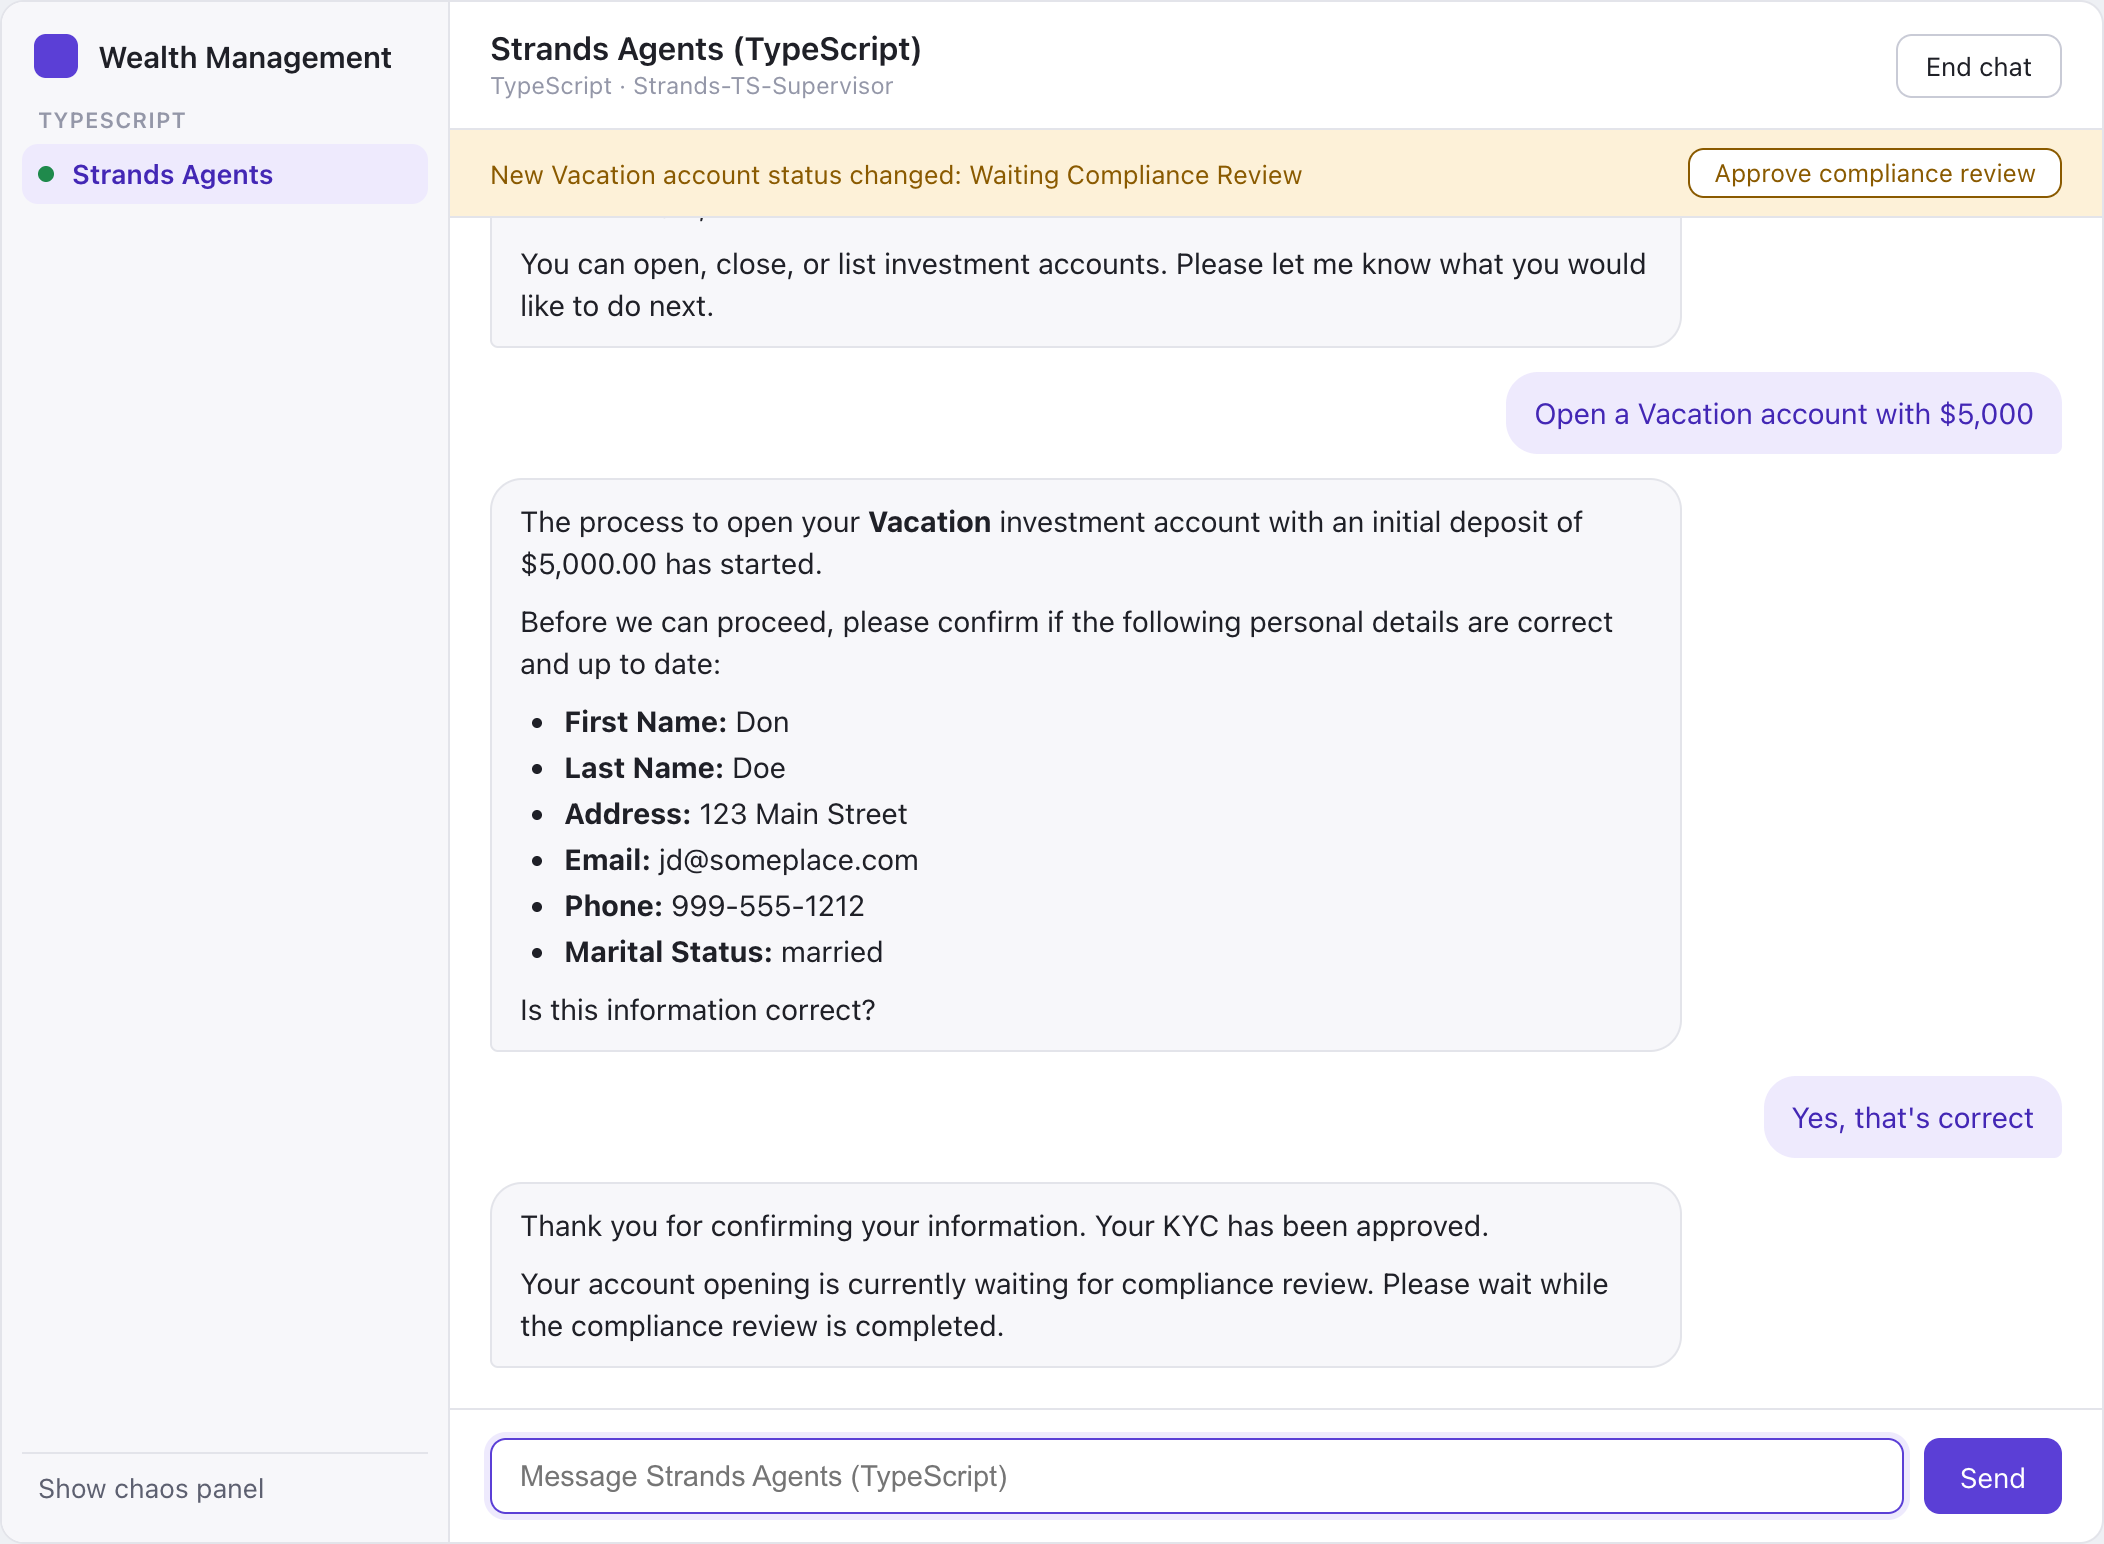 Wealth Management
TYPESCRIPT
Strands Agents
Show chaos panel
Strands Agents (TypeScript)
TypeScript · Strands-TS-Supervisor
End chat
New Vacation account status changed: Waiting Compliance Review
Approve compliance review
You can open, close, or list investment accounts. Please let me know what you would
like to do next.
Open a Vacation account with $5,000
The process to open your Vacation investment account with an initial deposit of
$5,000.00 has started.
Before we can proceed, please confirm if the following personal details are correct
and up to date:
• First Name: Don
• Last Name: Doe
• Address: 123 Main Street
• Email: jd@someplace.com
• Phone: 999-555-1212
• Marital Status: married
Is this information correct?
Yes, that's correct
Thank you for confirming your information. Your KYC has been approved.
Your account opening is currently waiting for compliance review. Please wait while
the compliance review is completed.
Message Strands Agents (TypeScript)
Send